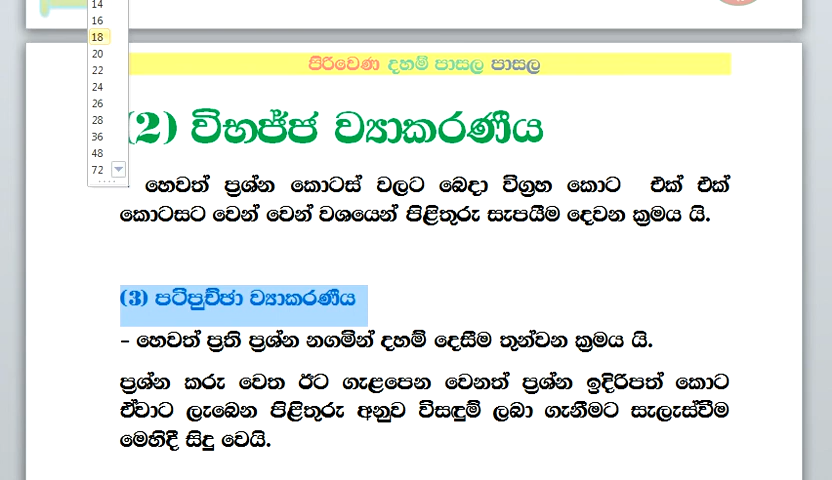 14
16
18
20
22
24
26
28
36
48
72
පිරිවෙණ දහම් පාසල පාසල
(2) විභජ්ජ ව්‍යාකරණීය
හෙවත් ප්‍රශ්න කොටස් වලට බෙදා විග්‍රහ කොට එක් එක්
කොටසට වෙන් වෙන් වශයෙන් පිළිතුරු සැපයීම දෙවන ක්‍රමය යි.
(3) පටිපුච්ඡා ව්‍යාකරණීය
– හෙවත් ප්‍රති ප්‍රශ්න නගමින් දහම් දෙසීම තුන්වන ක්‍රමය යි.
ප්‍රශ්න කරු වෙත ඊට ගැළපෙන වෙනත් ප්‍රශ්න ඉදිරිපත් කොට
ඒවාට ලැබෙන පිළිතුරු අනුව විසඳුම් ලබා ගැනීමට සැලැස්වීම
මෙහිදී සිදු වෙයි.